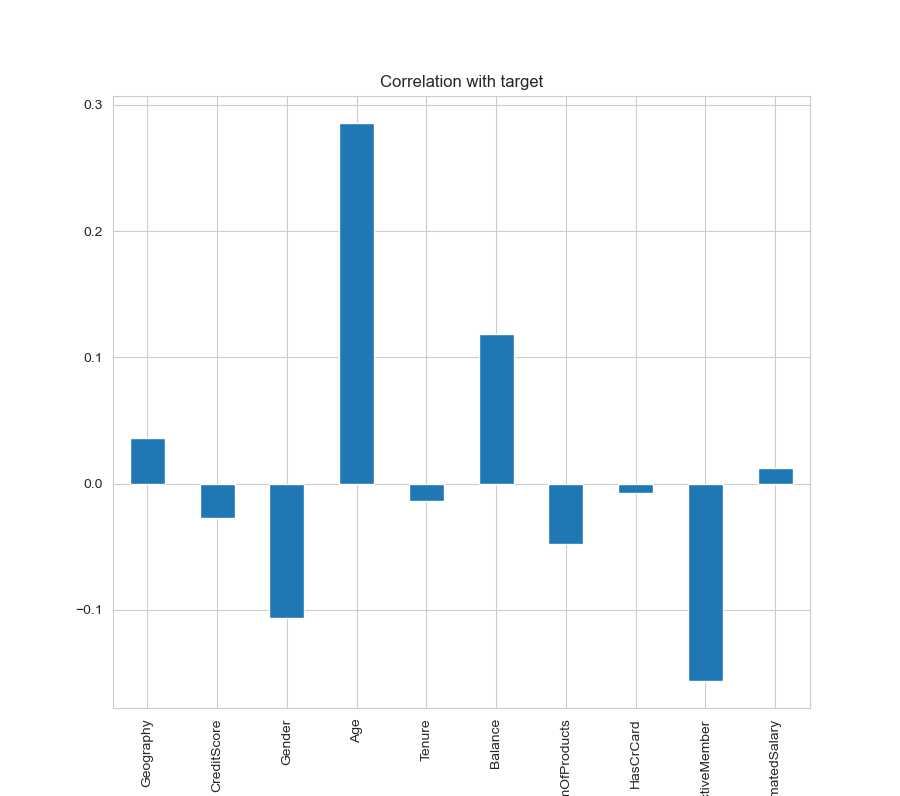 Correlation with target
0.3
0.2
0.1
0.0
−0.1
Geography
CreditScore
Gender
Age
Tenure
Balance
mOfProducts
HasCrCard
ctiveMember
matedSalary